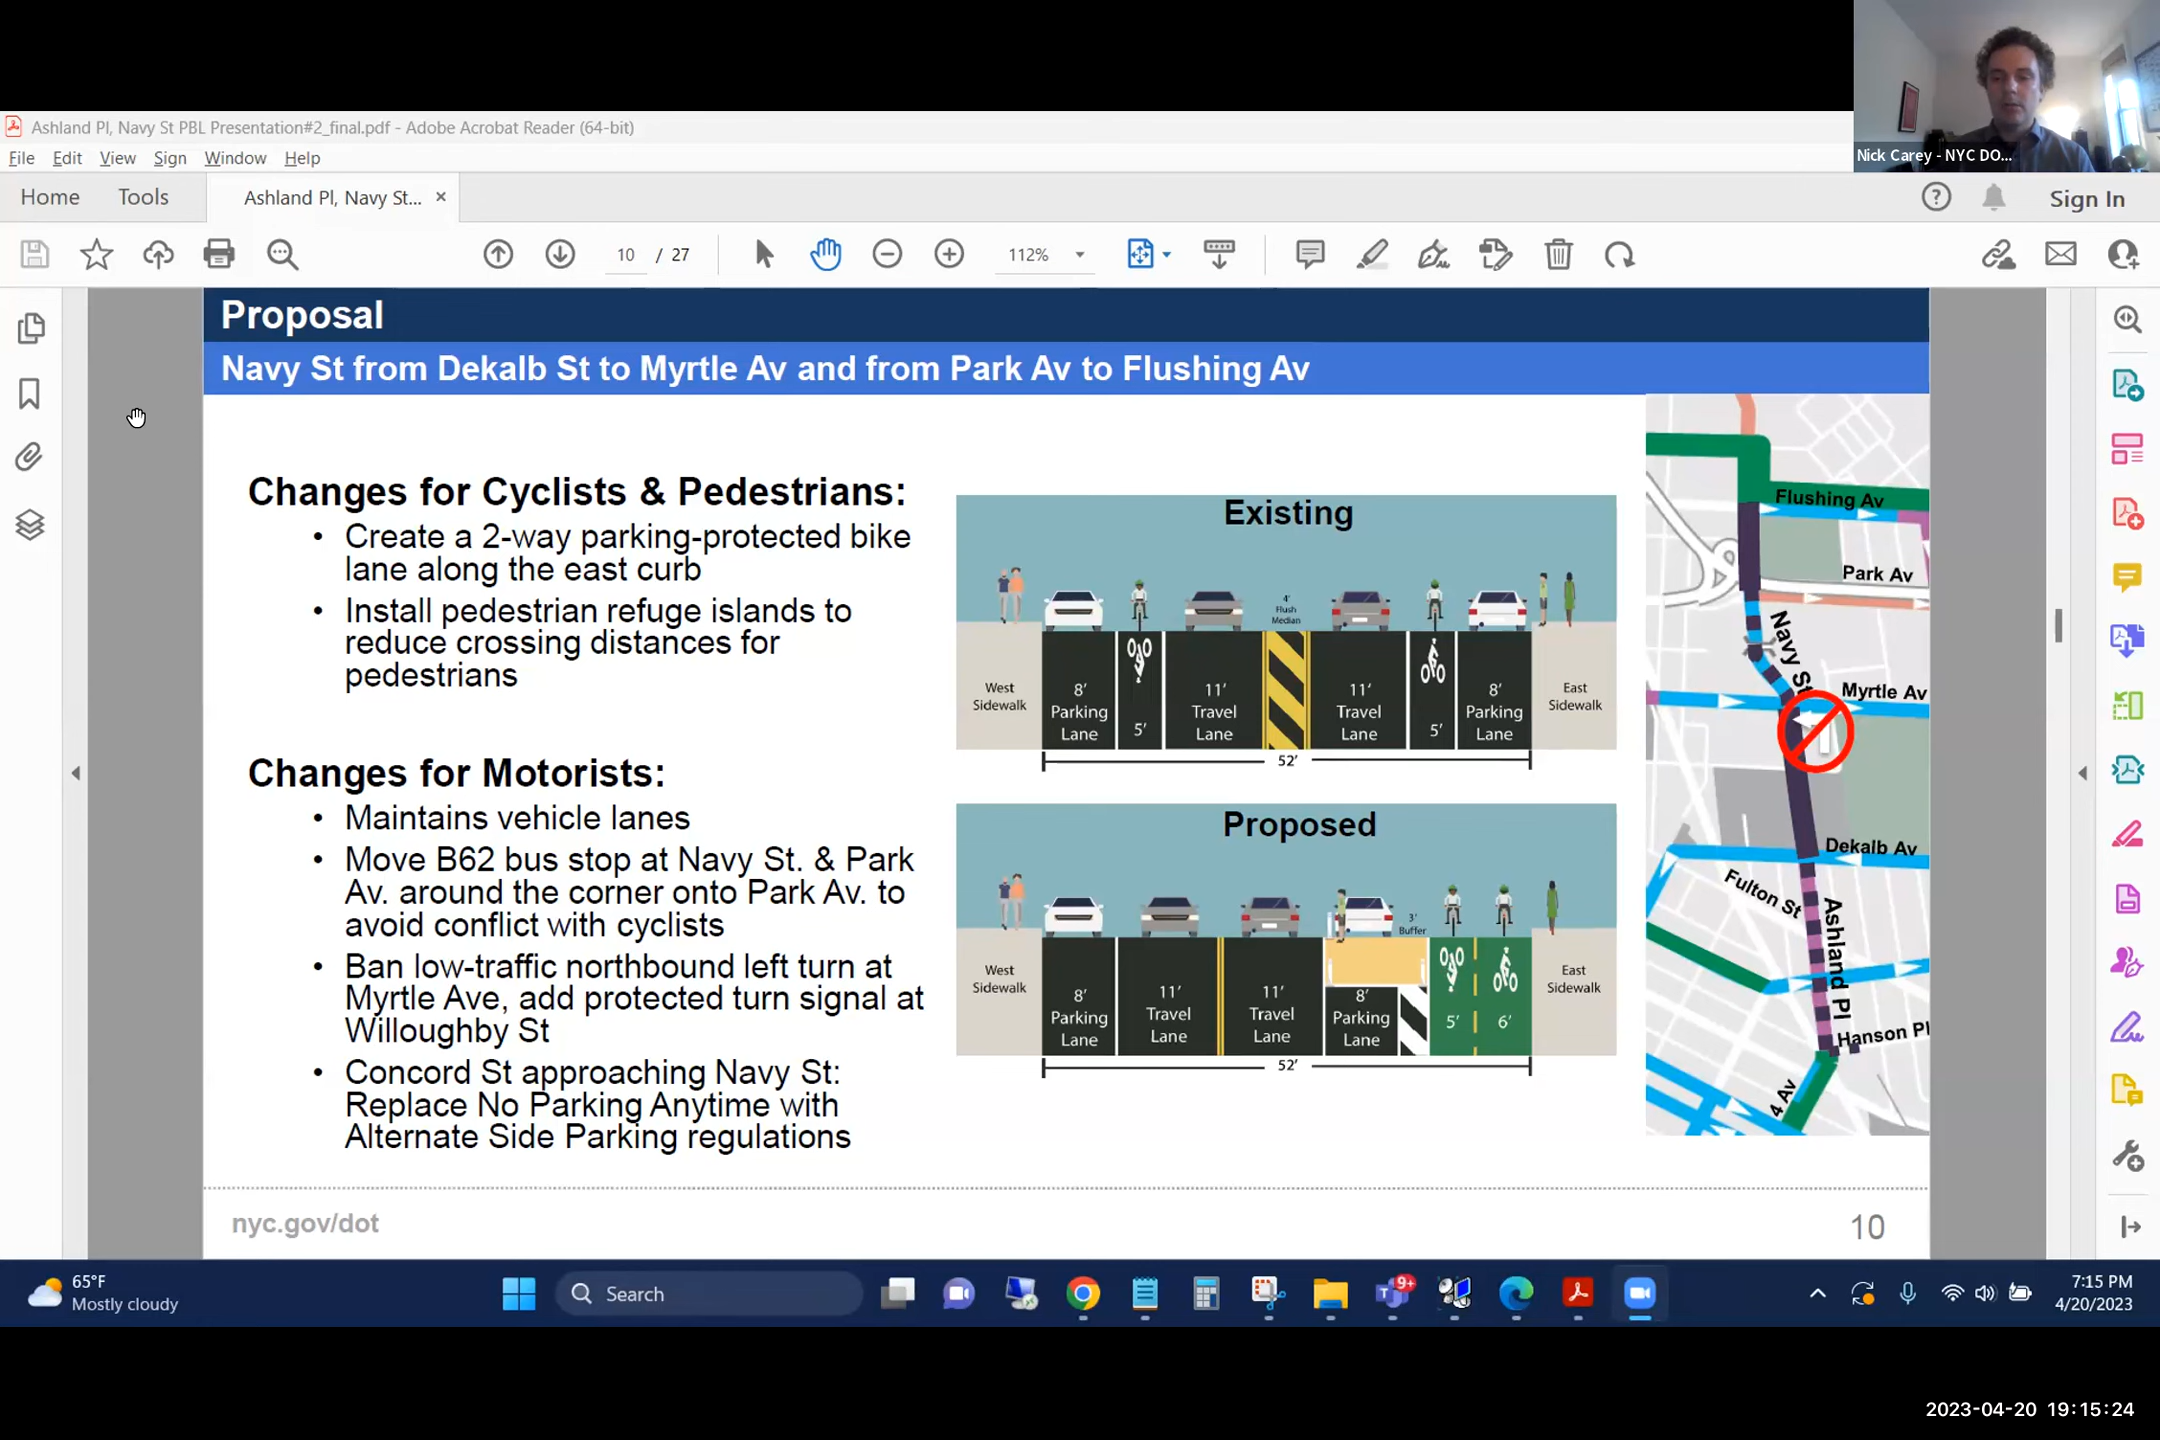 Nick Carey - NYC DO...
Ashland Pl, Navy St PBL Presentation#2_final.pdf - Adobe Acrobat Reader (64-bit)
File Edit View Sign Window Help
Home Tools Ashland Pl, Navy St... × Sign In
10 / 27 112%
Proposal
Navy St from Dekalb St to Myrtle Av and from Park Av to Flushing Av
Changes for Cyclists & Pedestrians:
• Create a 2-way parking-protected bike
lane along the east curb
• Install pedestrian refuge islands to
reduce crossing distances for
pedestrians
Changes for Motorists:
• Maintains vehicle lanes
• Move B62 bus stop at Navy St. & Park
Av. around the corner onto Park Av. to
avoid conflict with cyclists
• Ban low-traffic northbound left turn at
Myrtle Ave, add protected turn signal at
Willoughby St
• Concord St approaching Navy St:
Replace No Parking Anytime with
Alternate Side Parking regulations
Existing
4'
Flush
Median
West
Sidewalk
8'
Parking
Lane
5'
11'
Travel
Lane
11'
Travel
Lane
5'
8'
Parking
Lane
East
Sidewalk
52'
Proposed
3'
Buffer
West
Sidewalk
8'
Parking
Lane
11'
Travel
Lane
11'
Travel
Lane
8'
Parking
Lane
5'
6'
East
Sidewalk
52'
Flushing Av
Park Av
Navy St
Myrtle Av
Dekalb Av
Fulton St
Ashland Pl
Hanson Pl
4 Av
nyc.gov/dot
10
65°F
Mostly cloudy
Search
9+
7:15 PM
4/20/2023
2023-04-20 19:15:24